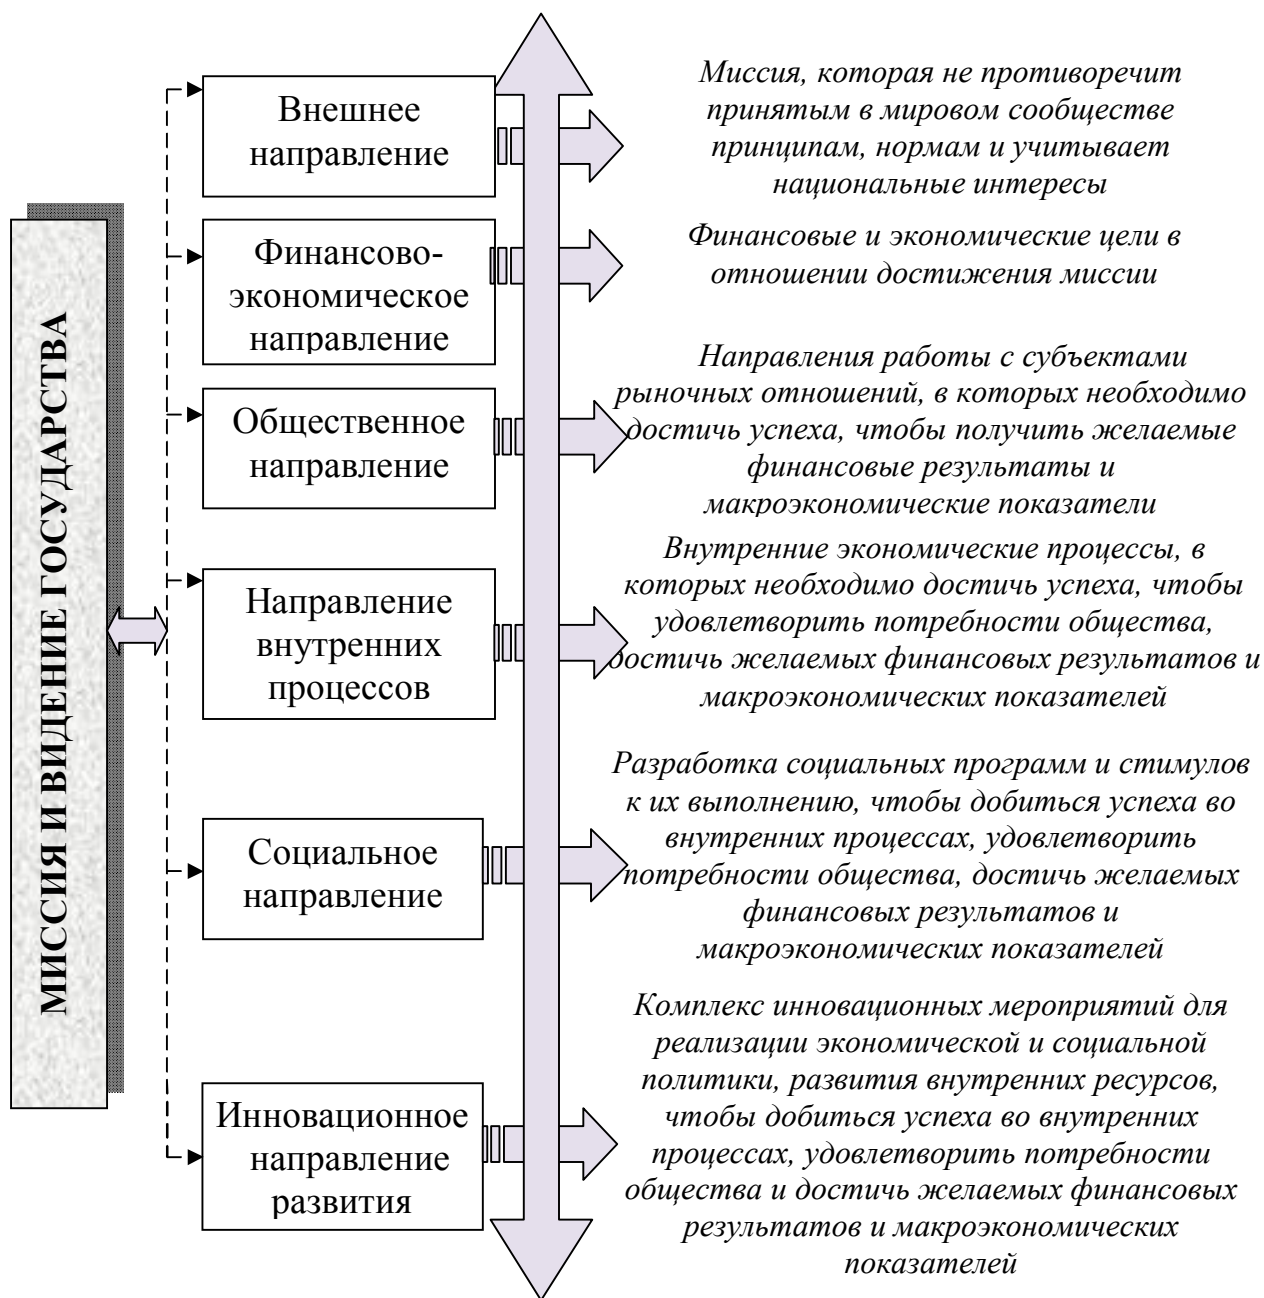 МИССИЯ И ВИДЕНИЕ ГОСУДАРСТВА
Внешнее
направление
Миссия, которая не противоречит
принятым в мировом сообществе
принципам, нормам и учитывает
национальные интересы
Финансово-
экономическое
направление
Финансовые и экономические цели в
отношении достижения миссии
Общественное
направление
Направления работы с субъектами
рыночных отношений, в которых необходимо
достичь успеха, чтобы получить желаемые
финансовые результаты и
макроэкономические показатели
Направление
внутренних
процессов
Внутренние экономические процессы, в
которых необходимо достичь успеха, чтобы
удовлетворить потребности общества,
достичь желаемых финансовых результатов и
макроэкономических показателей
Социальное
направление
Разработка социальных программ и стимулов
к их выполнению, чтобы добиться успеха во
внутренних процессах, удовлетворить
потребности общества, достичь желаемых
финансовых результатов и
макроэкономических показателей
Инновационное
направление
развития
Комплекс инновационных мероприятий для
реализации экономической и социальной
политики, развития внутренних ресурсов,
чтобы добиться успеха во внутренних
процессах, удовлетворить потребности
общества и достичь желаемых финансовых
результатов и макроэкономических
показателей